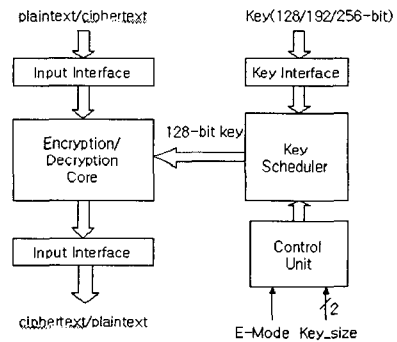 plaintext/ciphertext
Key(128/192/256-bit)
Input Interface
Key Interface
Encryption/
Decryption
Core
128-bit key
Key
Scheduler
Input Interface
Control
Unit
2
ciphertext/plaintext
E-Mode Key_size